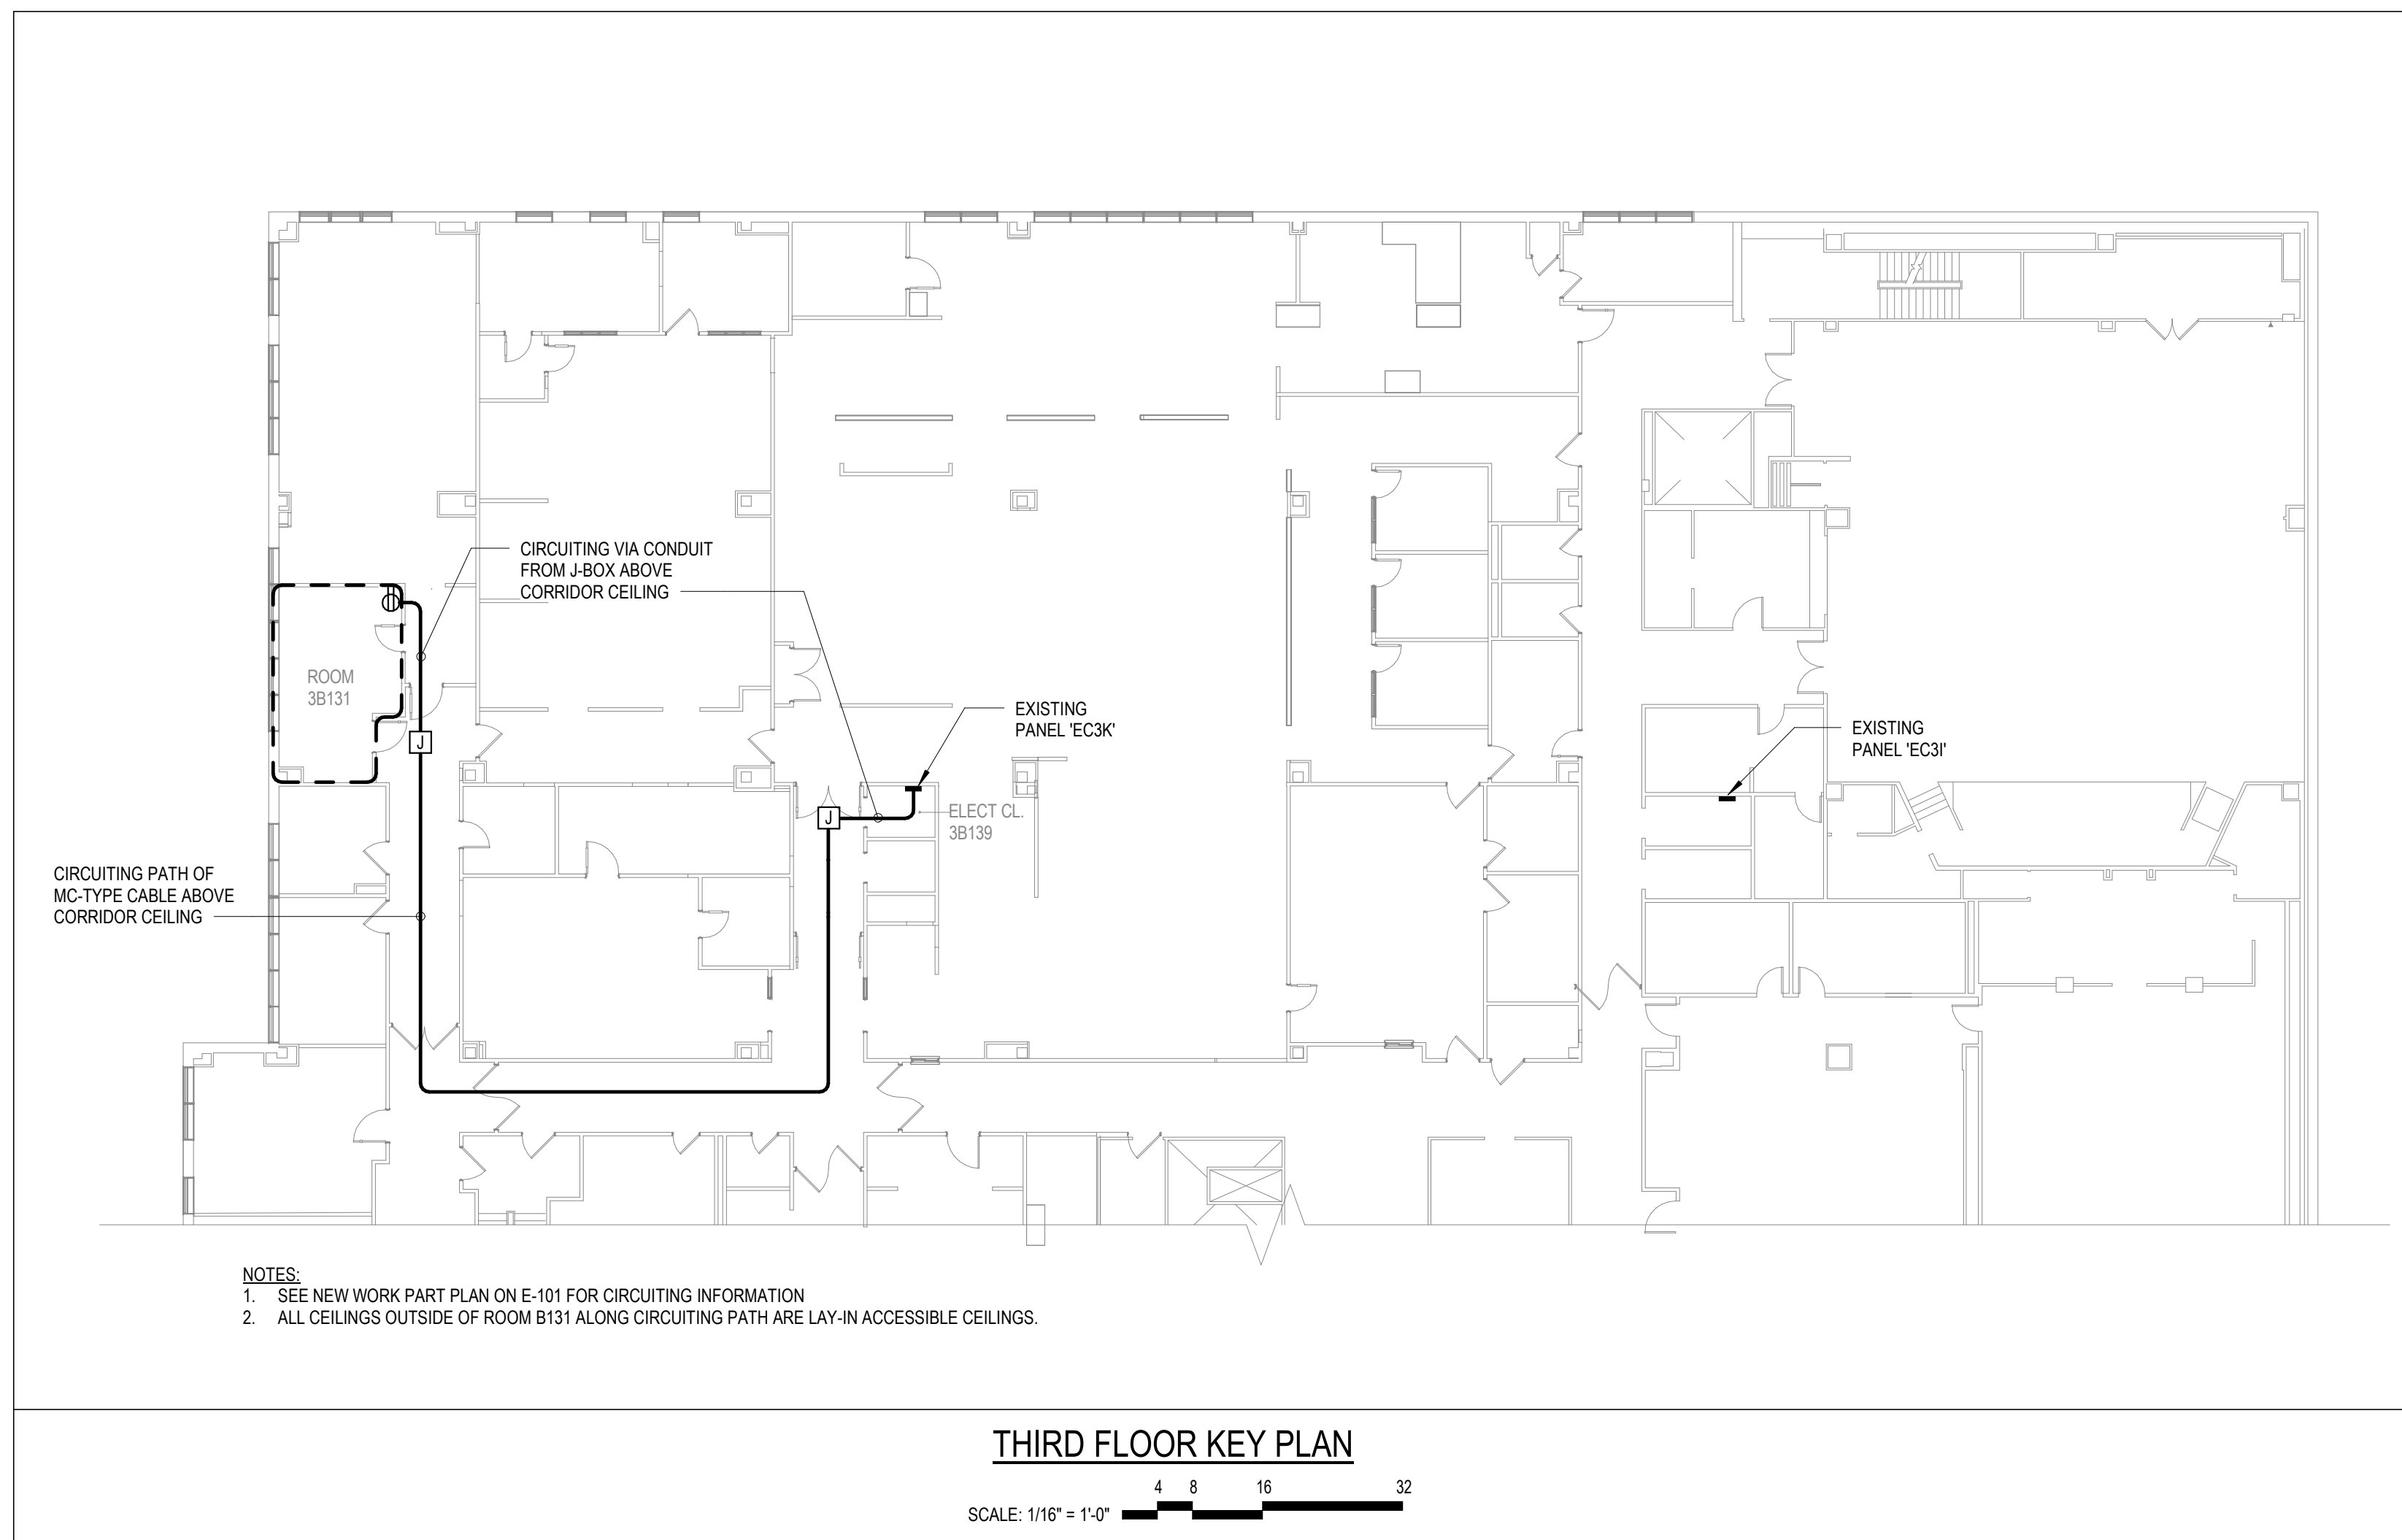 CIRCUITING VIA CONDUIT
FROM J-BOX ABOVE
CORRIDOR CEILING
ROOM
3B131
J
EXISTING
PANEL 'EC3K'
EXISTING
PANEL 'EC3I'
J
ELECT CL.
3B139
CIRCUITING PATH OF
MC-TYPE CABLE ABOVE
CORRIDOR CEILING
NOTES:
1. SEE NEW WORK PART PLAN ON E-101 FOR CIRCUITING INFORMATION
2. ALL CEILINGS OUTSIDE OF ROOM B131 ALONG CIRCUITING PATH ARE LAY-IN ACCESSIBLE CEILINGS.
THIRD FLOOR KEY PLAN
4 8 16 32
SCALE: 1/16" = 1'-0"